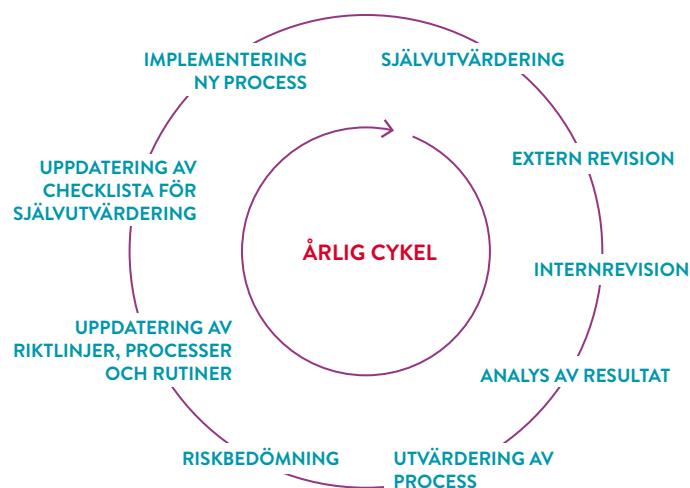 IMPLEMENTERING
NY PROCESS
SJÄLVUTVÄRDERING
EXTERN REVISION
INTERNREVISION
ANALYS AV RESULTAT
UTVÄRDERING AV
PROCESS
RISKBEDÖMNING
UPPDATERING AV
RIKTLINJER, PROCESSER
OCH RUTINER
UPPDATERING AV
CHECKLISTA FÖR
SJÄLVUTVÄRDERING
ÅRLIG CYKEL